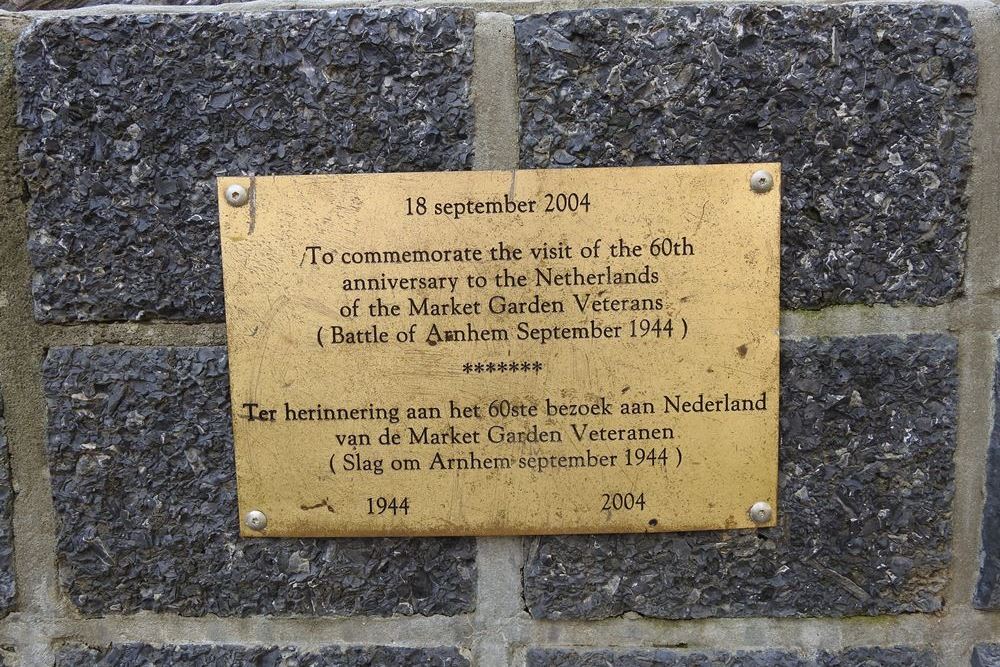 18 september 2004
To commemorate the visit of the 60th
anniversary to the Netherlands
of the Market Garden Veterans
( Battle of Arnhem September 1944 )
*******
Ter herinnering aan het 60ste bezoek aan Nederland
van de Market Garden Veteranen
( Slag om Arnhem september 1944 )
1944 2004